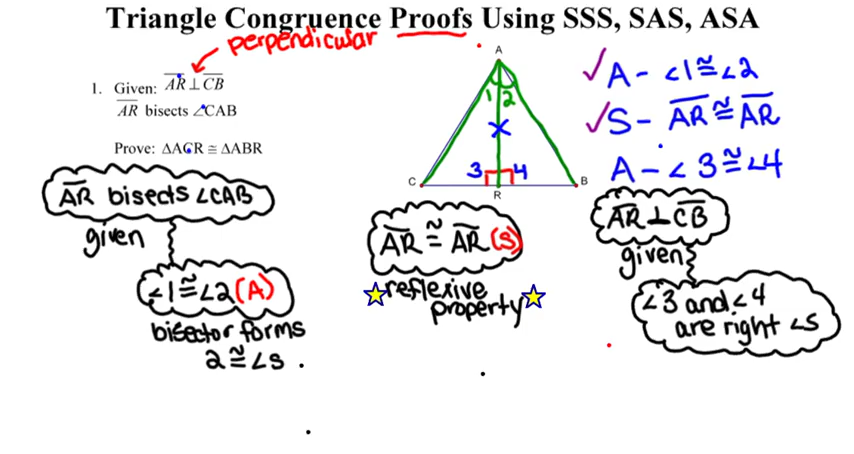 Triangle Congruence Proofs Using SSS, SAS, ASA
perpendicular
1. Given: AR ⊥ CB
AR bisects ∠CAB
Prove: ΔACR ≅ ΔABR
A
1 2
3 4
C
R
B
A - ∠1 ≅ ∠2
S - AR ≅ AR
A - ∠3 ≅ ∠4
AR bisects ∠CAB
given
∠1 ≅ ∠2 (A)
bisector forms
2 ≅ ∠s
AR ≅ AR (S)
reflexive
property
AR ⊥ CB
given
∠3 and ∠4
are right ∠s